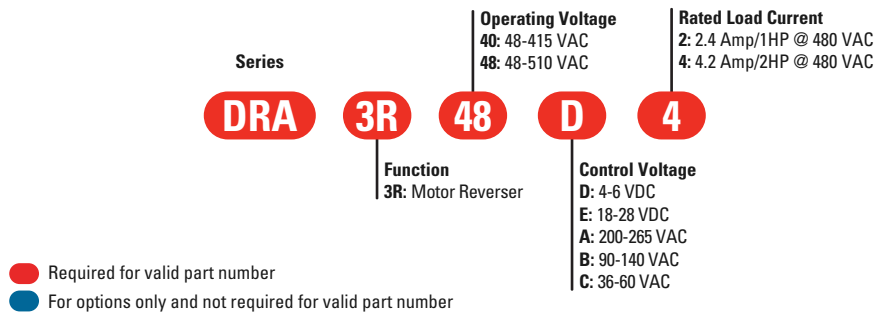 Operating Voltage
40: 48-415 VAC
48: 48-510 VAC
Rated Load Current
2: 2.4 Amp/1HP @ 480 VAC
4: 4.2 Amp/2HP @ 480 VAC
Series
DRA
3R
48
D
4
Function
3R: Motor Reverser
Control Voltage
D: 4-6 VDC
E: 18-28 VDC
A: 200-265 VAC
B: 90-140 VAC
C: 36-60 VAC
Required for valid part number
For options only and not required for valid part number